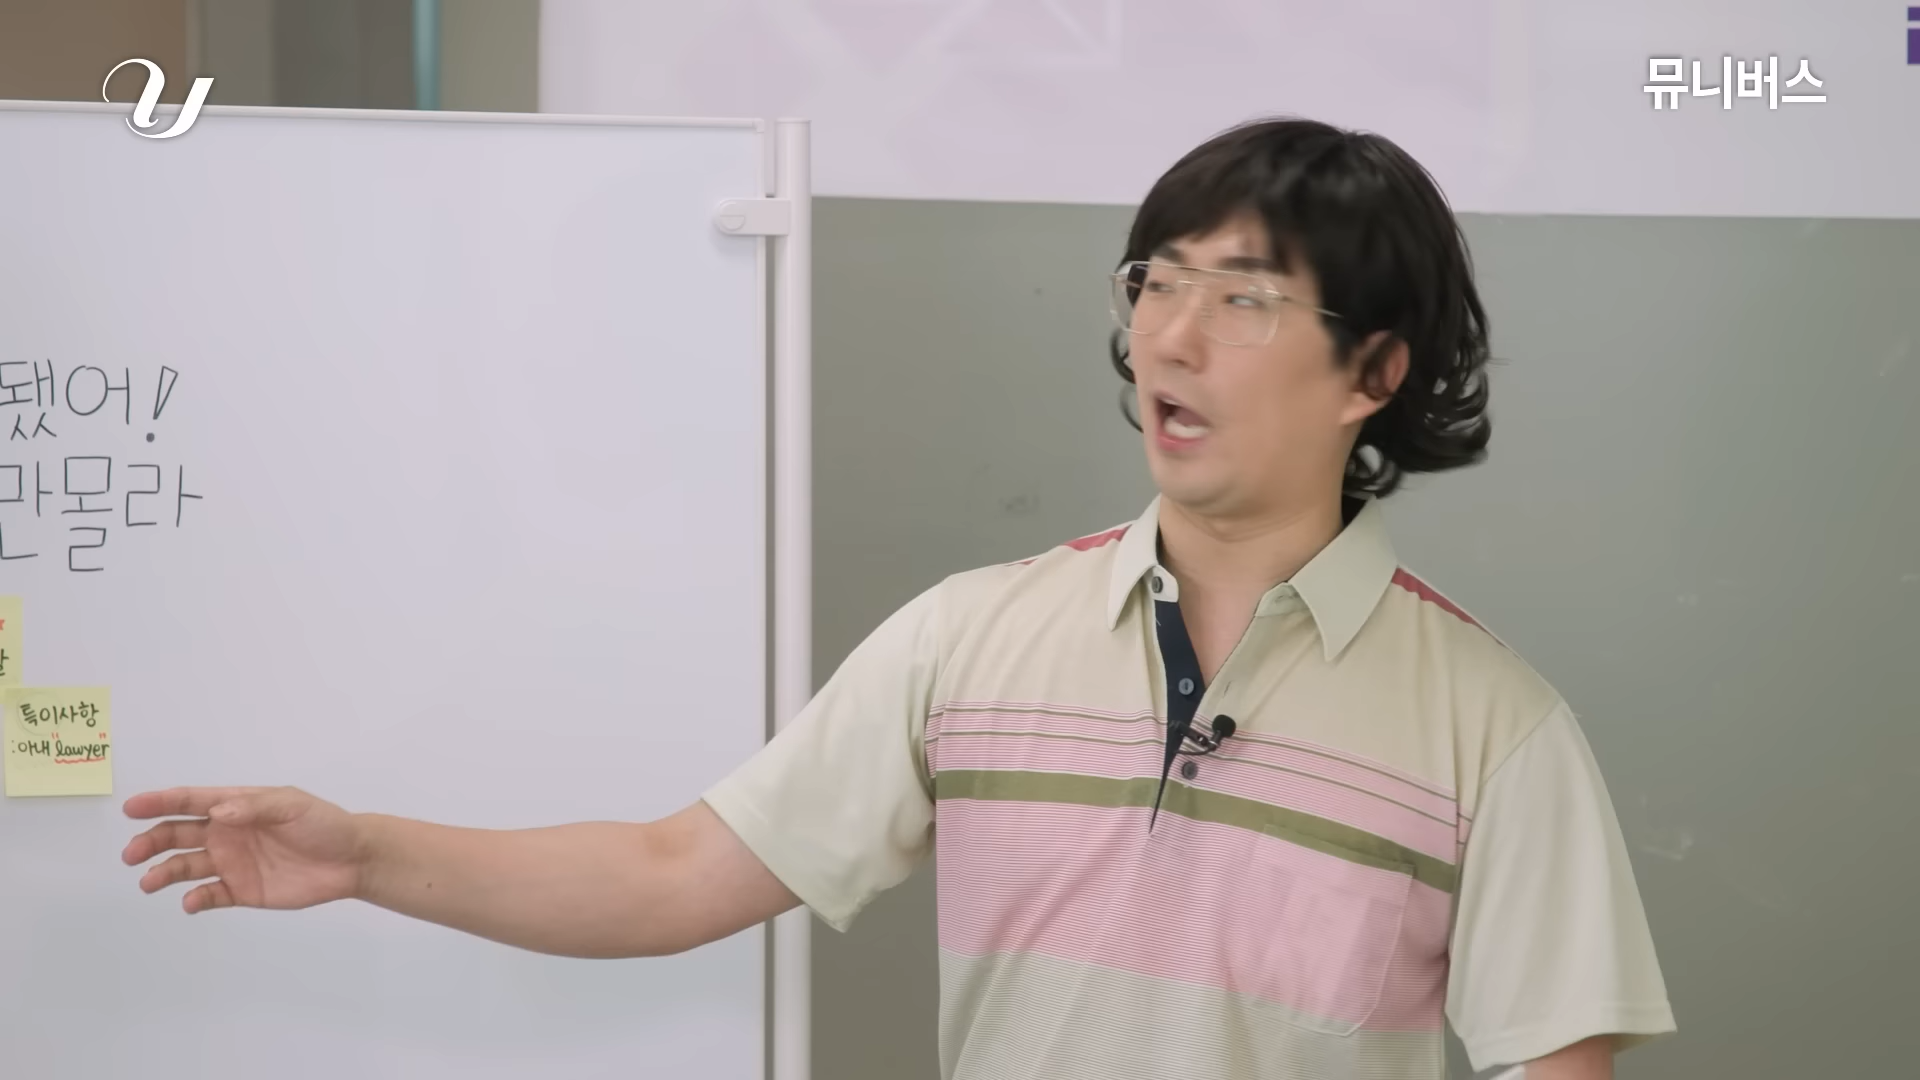 뮤니버스
됐어!
만몰라
특이사항
:아내 "lawyer"